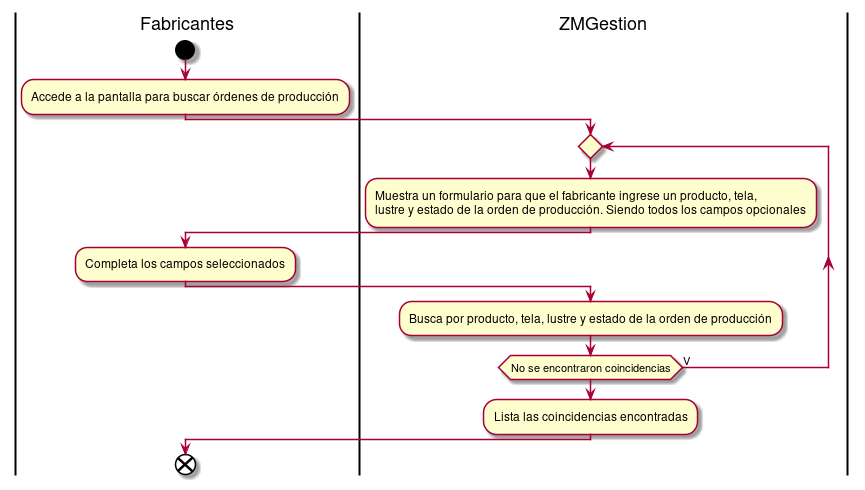 Fabricantes
ZMGestion
Accede a la pantalla para buscar órdenes de producción
Muestra un formulario para que el fabricante ingrese un producto, tela,
lustre y estado de la orden de producción. Siendo todos los campos opcionales
Completa los campos seleccionados
Busca por producto, tela, lustre y estado de la orden de producción
No se encontraron coincidencias
V
Lista las coincidencias encontradas